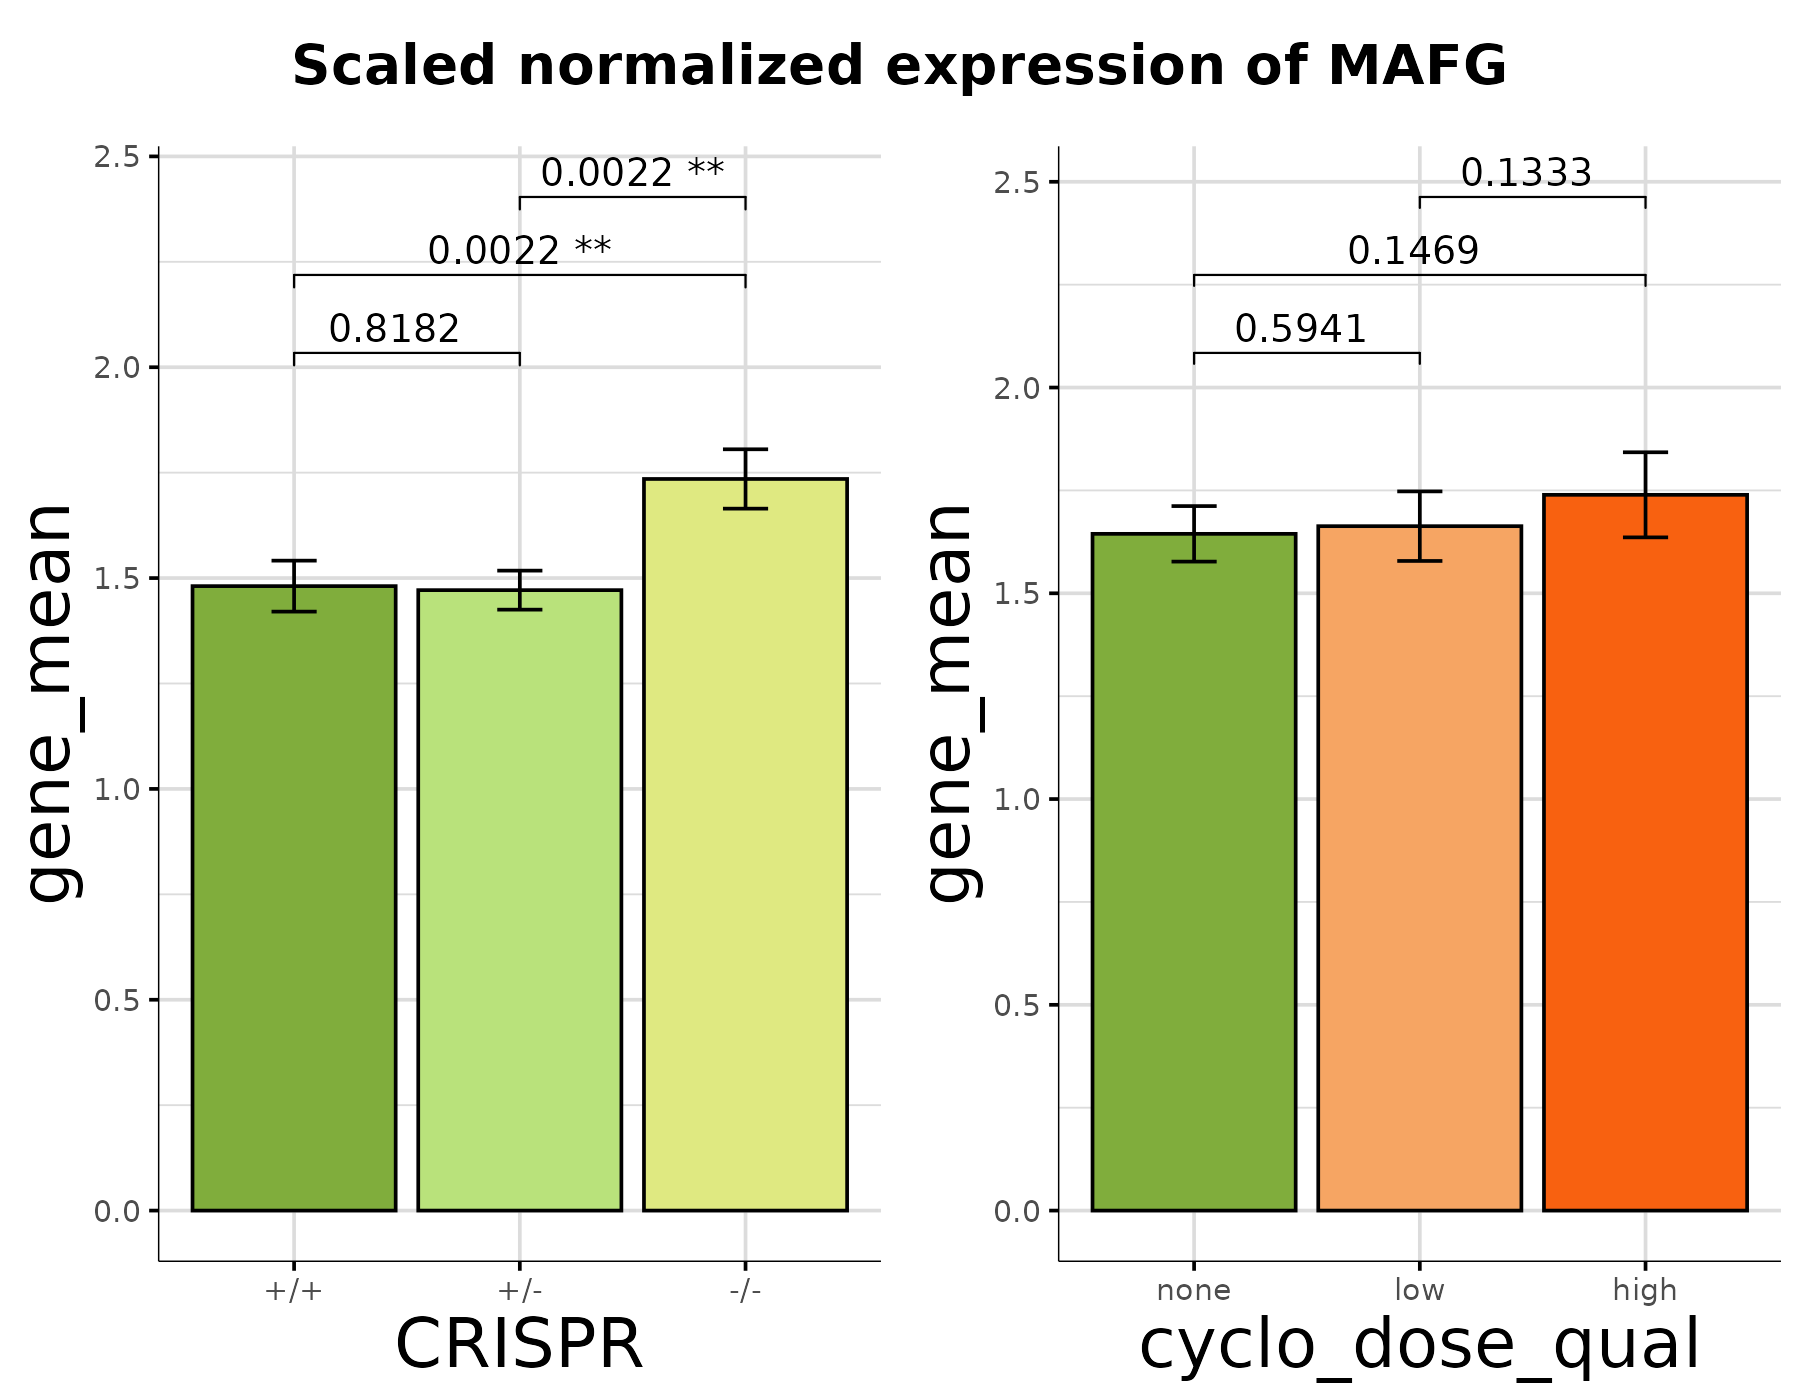 Scaled normalized expression of MAFG
gene_mean
2.5
2.0
1.5
1.0
0.5
0.0
0.0022 **
0.0022 **
0.8182
+/+
+/-
-/-
CRISPR
gene_mean
2.5
2.0
1.5
1.0
0.5
0.0
0.1333
0.1469
0.5941
none
low
high
cyclo_dose_qual